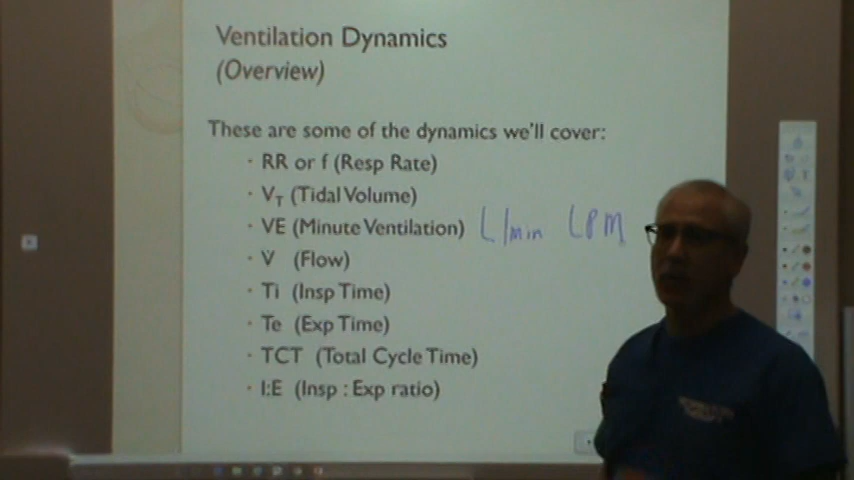 Ventilation Dynamics
(Overview)
These are some of the dynamics we'll cover:
· RR or f (Resp Rate)
· VT (Tidal Volume)
· VE (Minute Ventilation) L/min LPM
· V̇ (Flow)
· Ti (Insp Time)
· Te (Exp Time)
· TCT (Total Cycle Time)
· I:E (Insp : Exp ratio)